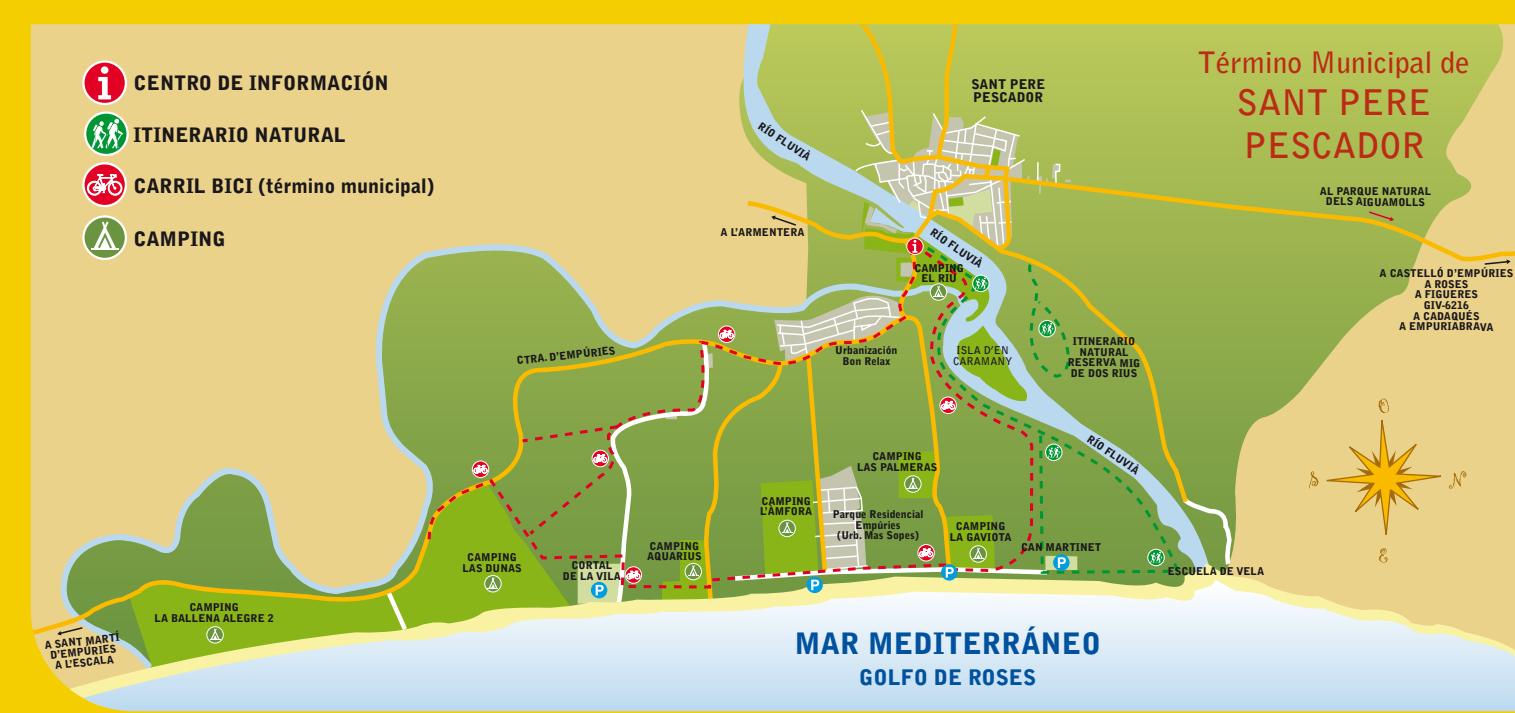 CENTRO DE INFORMACIÓN
ITINERARIO NATURAL
CARRIL BICI (término municipal)
CAMPING
Término Municipal de
SANT PERE
PESCADOR
SANT PERE
PESCADOR
RÍO FLUVIÀ
AL PARQUE NATURAL
DELS AIGUAMOLLS
A L'ARMENTERA
RÍO FLUVIÀ
A CASTELLÓ D'EMPÚRIES
A ROSES
A FIGUERES
GIV-6216
A CADAQUÉS
A EMPURIABRAVA
CAMPING
EL RIU
CTRA. D'EMPÚRIES
Urbanización
Bon Relax
ISLA D'EN
CARAMANY
ITINERARIO
NATURAL
RESERVA MIG
DE DOS RIUS
RÍO FLUVIÀ
O
S
N
E
CAMPING
LAS PALMERAS
CAMPING
L'ÀMFORA
Parque Residencial
Empúries
(Urb. Mas Sopes)
CAMPING
LA GAVIOTA
CAN MARTINET
P
CAMPING
AQUARIUS
CAMPING
LAS DUNAS
CORTAL
DE LA VILA
P
P
P
ESCUELA DE VELA
CAMPING
LA BALLENA ALEGRE 2
A SANT MARTÍ
D'EMPÚRIES
A L'ESCALA
MAR MEDITERRÁNEO
GOLFO DE ROSES